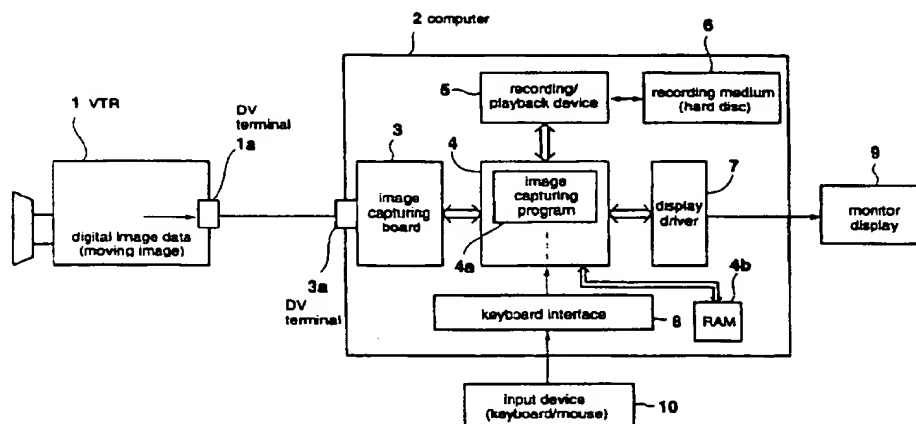 2 computer
6
recording/
playback device
5
recording medium
(hard disc)
1 VTR
DV
terminal
1a
3
4
7
9
image
capturing
board
image
capturing
program
display
driver
monitor
display
digital image data
(moving image)
4a
4b
3a
DV
terminal
keyboard interface
8
RAM
input device
(keyboard/mouse)
10